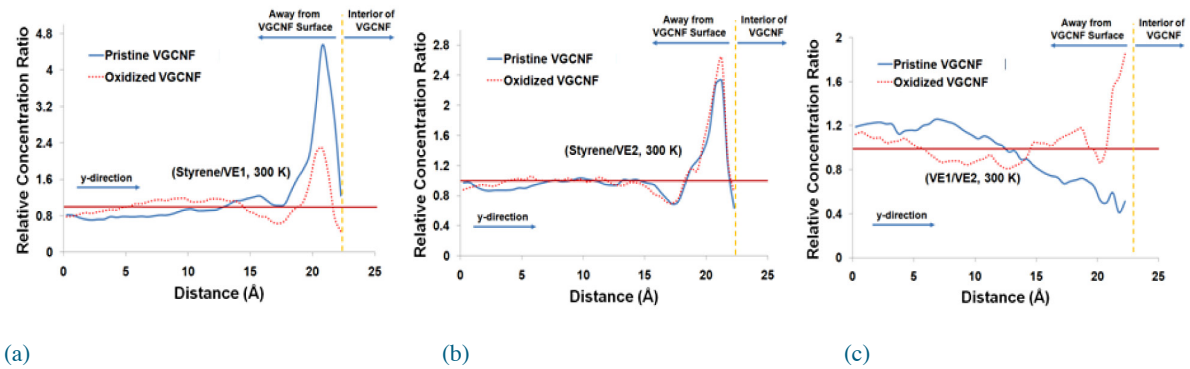 Away from
VGCNF Surface
Interior of
VGCNF
Relative Concentration Ratio
4.8
4
3.2
2.4
1.6
0.8
0
Pristine VGCNF
Oxidized VGCNF
(Styrene/VE1, 300 K)
y-direction
0
5
10
15
20
25
Distance (Å)
(a)
Away from
VGCNF Surface
Interior of
VGCNF
Relative Concentration Ratio
2.8
2.4
2.0
1.6
1.2
0.8
0.4
0
Pristine VGCNF
Oxidized VGCNF
(Styrene/VE2, 300 K)
y-direction
0
5
10
15
20
25
Distance (Å)
(b)
Away from
VGCNF Surface
Interior of
VGCNF
Relative Concentration Ratio
2
1.6
1.2
0.8
0.4
0
Pristine VGCNF
Oxidized VGCNF
(VE1/VE2, 300 K)
y-direction
0
5
10
15
20
25
Distance (Å)
(c)